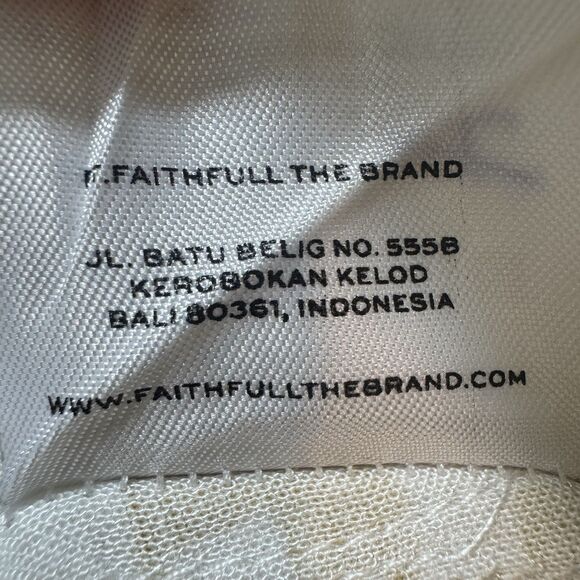 FAITHFULL THE BRAND
JL. BATU BELIG NO. 555B
KEROBOKAN KELOD
BALI 80361, INDONESIA
WWW.FAITHFULLTHEBRAND.COM